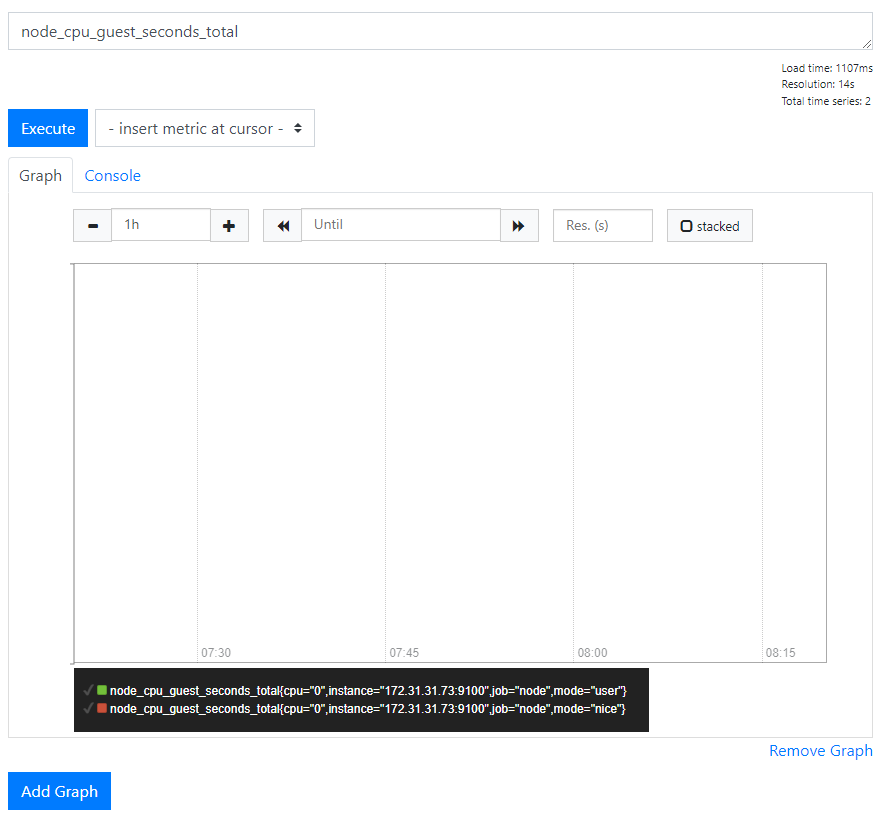 node_cpu_guest_seconds_total
Load time: 1107ms
Resolution: 14s
Total time series: 2
Execute
- insert metric at cursor -
Graph Console
1h Until Res. (s) stacked
07:30 07:45 08:00 08:15
node_cpu_guest_seconds_total{cpu="0",instance="172.31.31.73:9100",job="node",mode="user"}
node_cpu_guest_seconds_total{cpu="0",instance="172.31.31.73:9100",job="node",mode="nice"}
Remove Graph
Add Graph